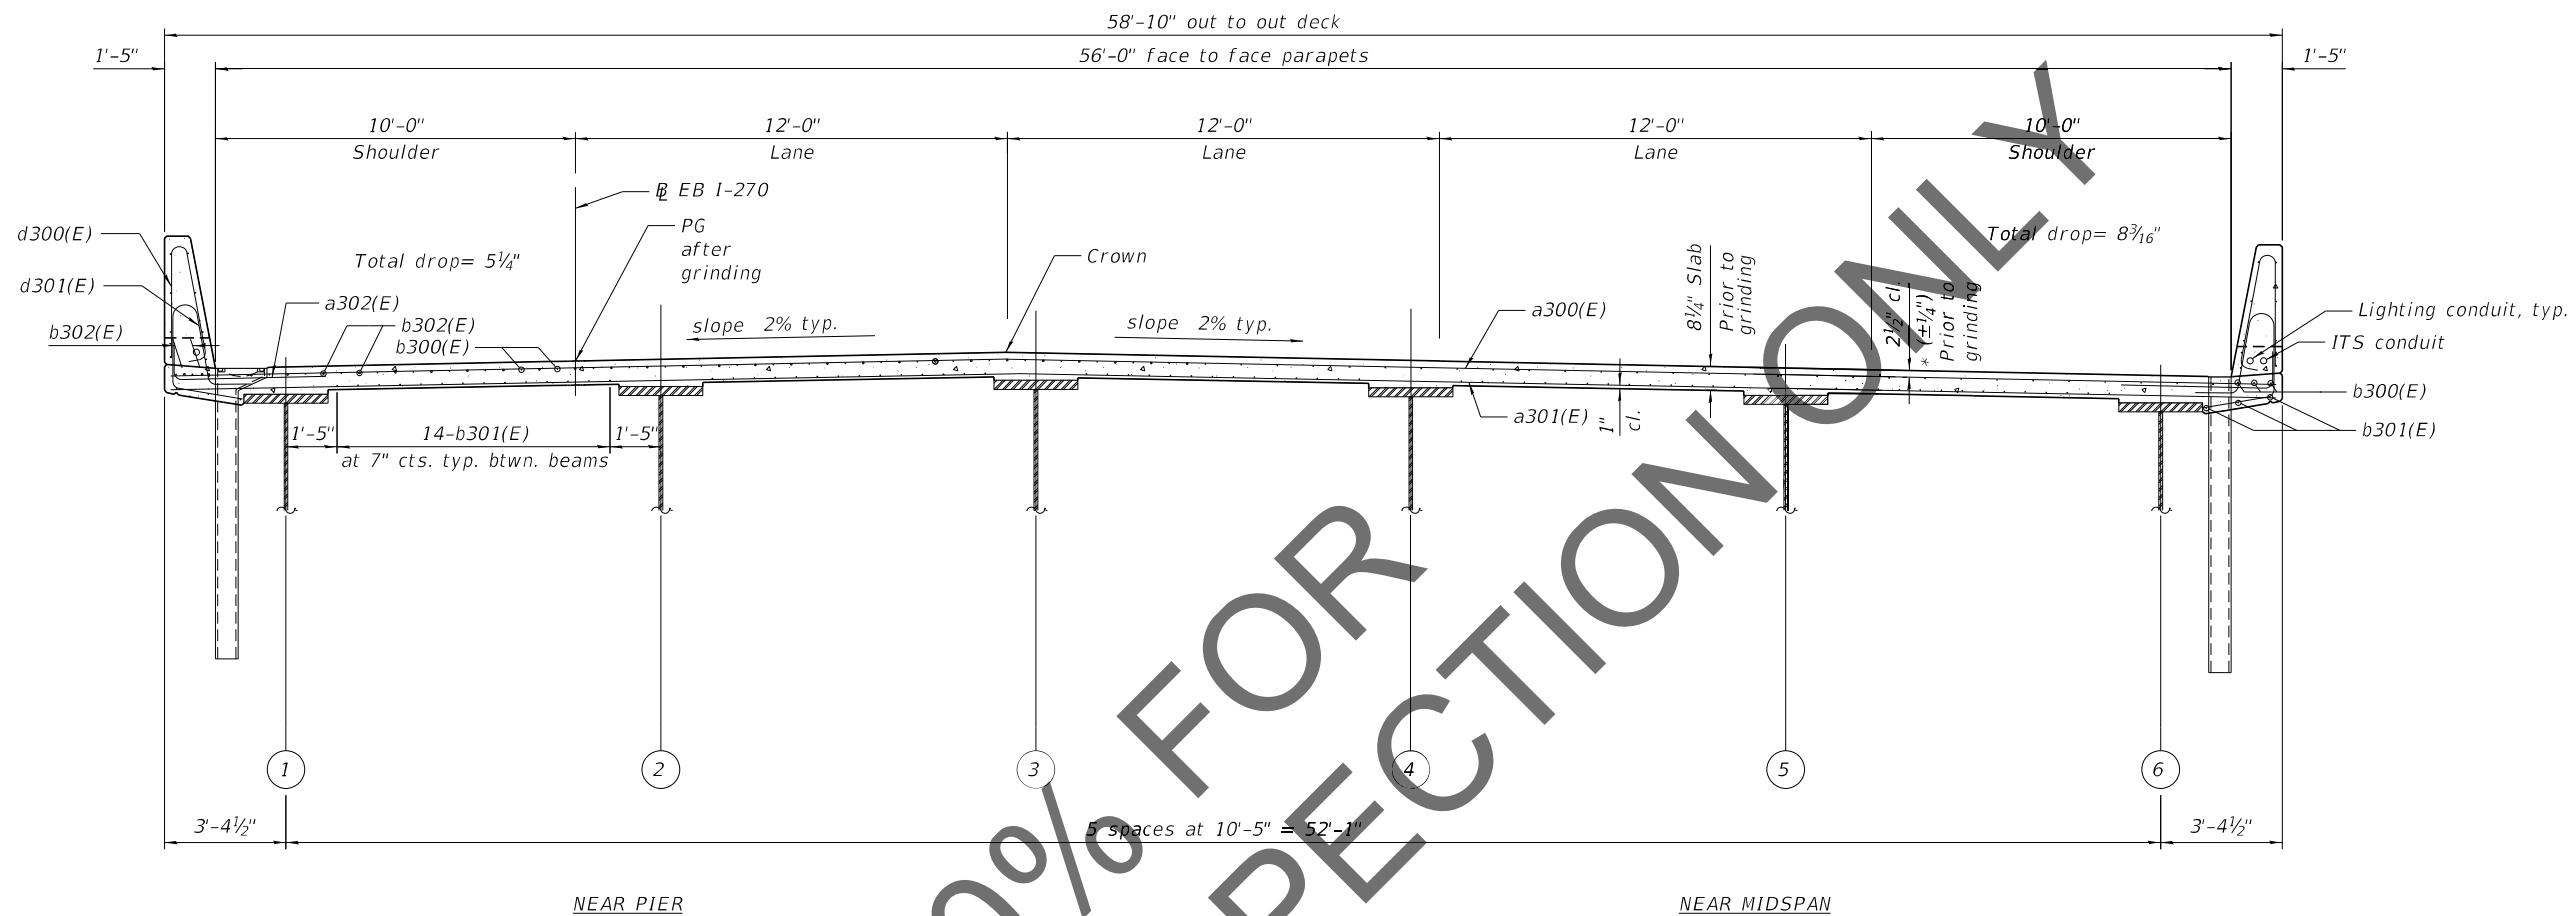 58'-10" out to out deck
1'-5"
56'-0" face to face parapets
1'-5"
10'-0"
Shoulder
12'-0"
Lane
12'-0"
Lane
12'-0"
Lane
10'-0"
Shoulder
℄ EB I-270
PG
after
grinding
Crown
d300(E)
d301(E)
b302(E)
Total drop= 5¼"
a302(E)
b302(E)
b300(E)
slope 2% typ.
slope 2% typ.
a300(E)
8¼" Slab
Prior to
grinding
2½" cl.
* (±¼")
Prior to
grinding
Total drop= 8³⁄₁₆"
Lighting conduit, typ.
ITS conduit
b300(E)
b301(E)
a301(E)
1"
cl.
1'-5"
14-b301(E)
1'-5"
at 7" cts. typ. btwn. beams
1
2
3
4
5
6
3'-4½"
5 spaces at 10'-5" = 52'-1"
3'-4½"
NEAR PIER
NEAR MIDSPAN
0% FOR
PECTION ONLY